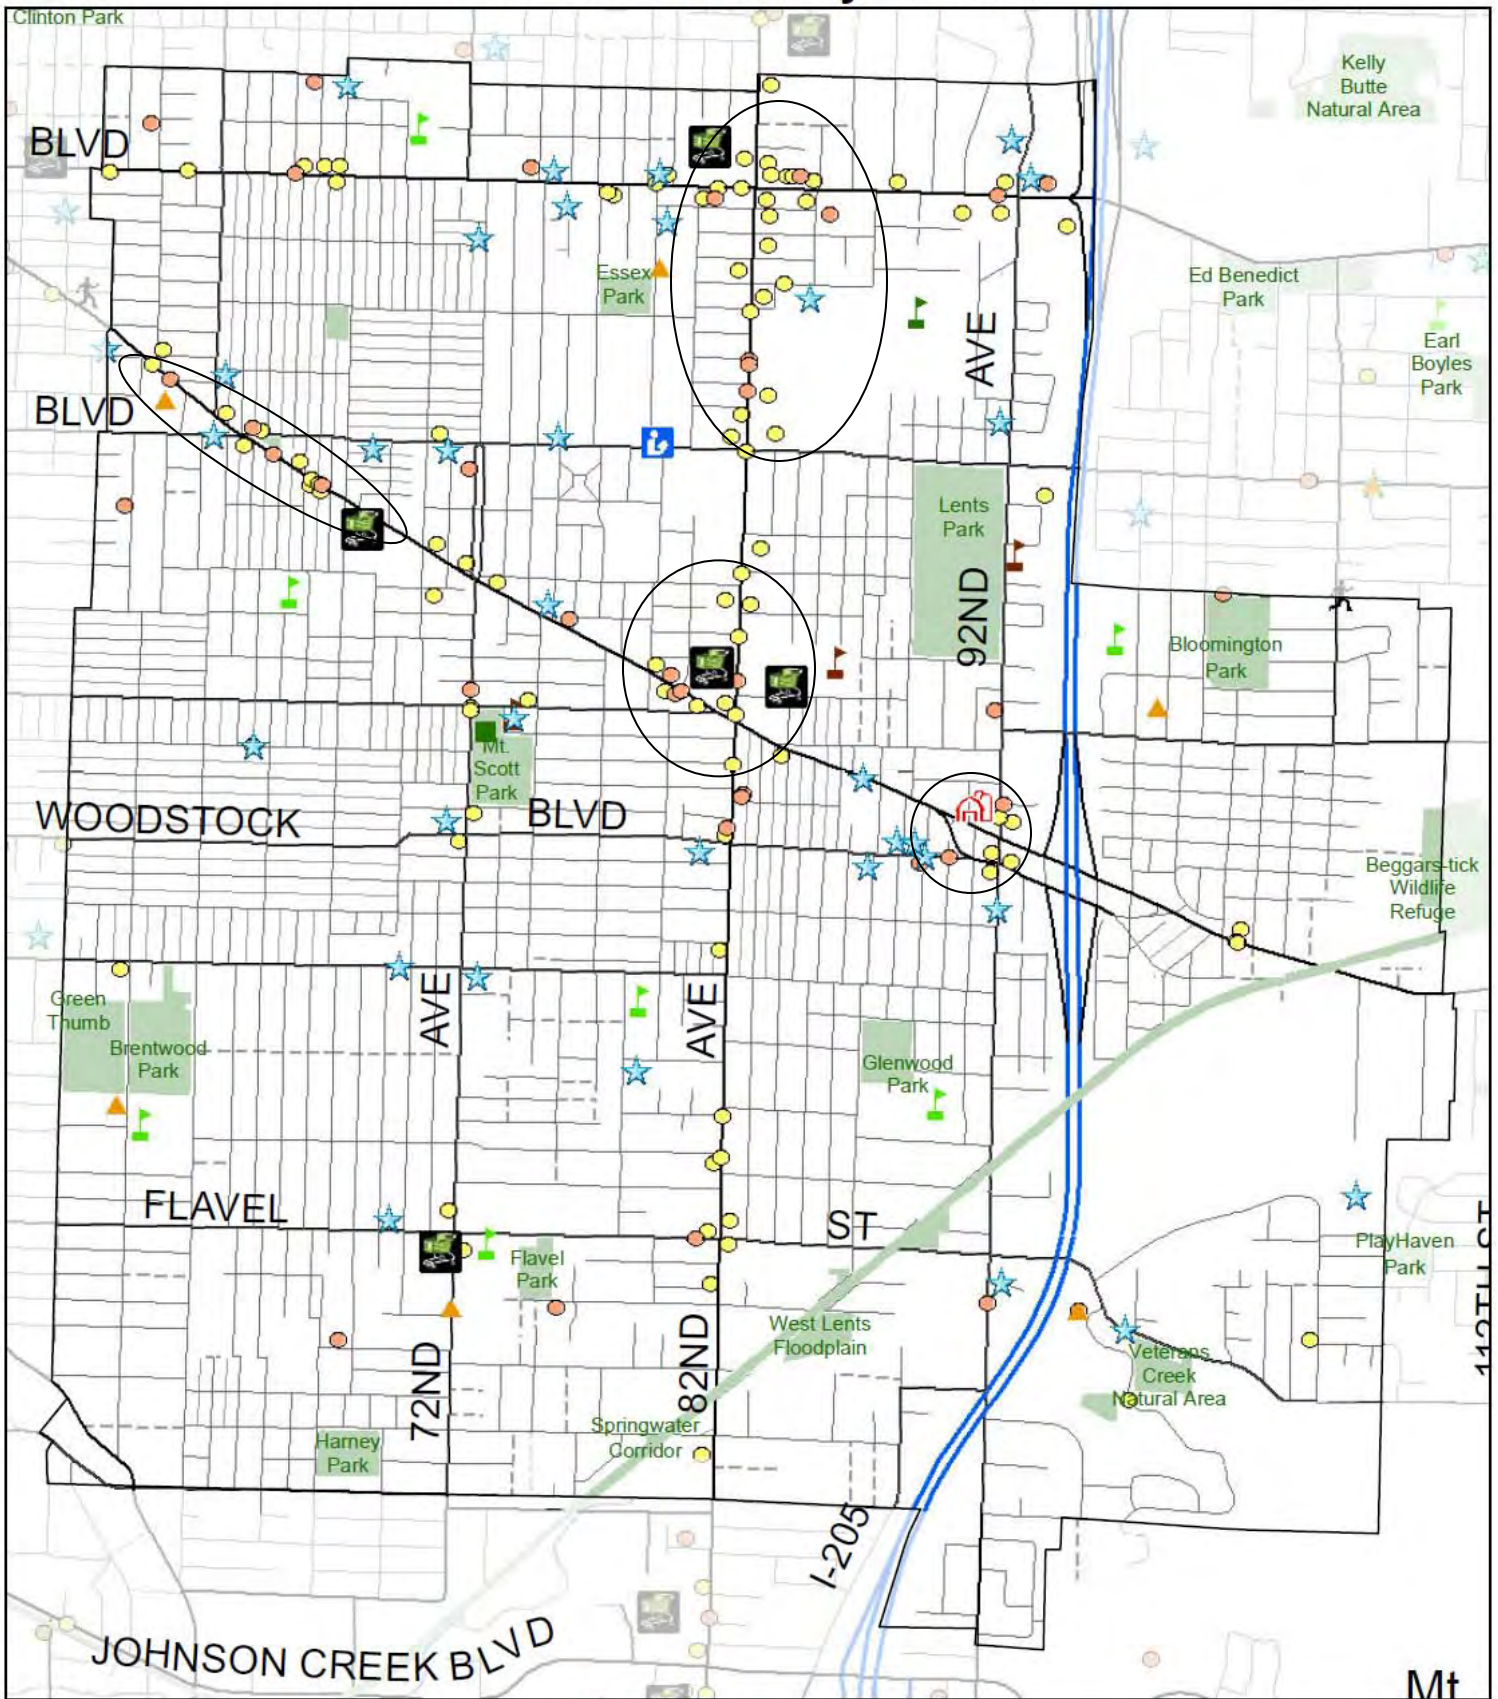 Clinton Park
Kelly
Butte
Natural Area
BLVD
Essex
Park
Ed Benedict
Park
AVE
Earl
Boyles
Park
BLVD
Lents
Park
92ND
Bloomington
Park
Mt.
Scott
Park
WOODSTOCK
BLVD
Beggars-tick
Wildlife
Refuge
Green
Thumb
Brentwood
Park
AVE
AVE
Glenwood
Park
FLAVEL
ST
Flavel
Park
PlayHaven
Park
112TH ST
West Lents
Floodplain
Veterans
Creek
Natural Area
72ND
82ND
Springwater
Corridor
Harney
Park
I-205
JOHNSON CREEK BLVD
Mt